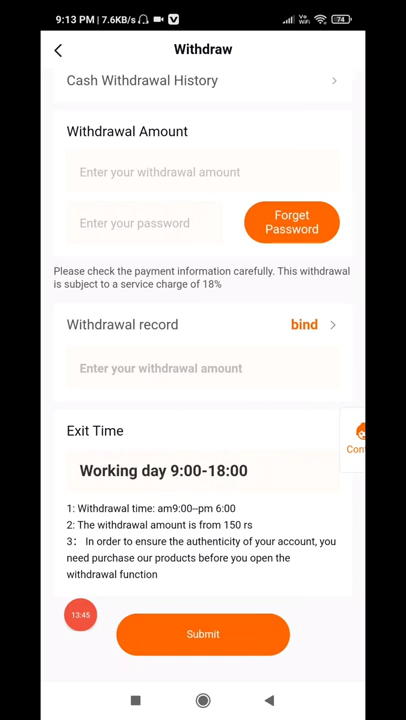 9:13 PM | 7.6KB/s
Vo
WiFi
74
Withdraw
Cash Withdrawal History
Withdrawal Amount
Enter your withdrawal amount
Enter your password
Forget
Password
Please check the payment information carefully. This withdrawal
is subject to a service charge of 18%
Withdrawal record
bind
Enter your withdrawal amount
Exit Time
Con
Working day 9:00-18:00
1: Withdrawal time: am9:00--pm 6:00
2: The withdrawal amount is from 150 rs
3： In order to ensure the authenticity of your account, you
need purchase our products before you open the
withdrawal function
13:45
Submit